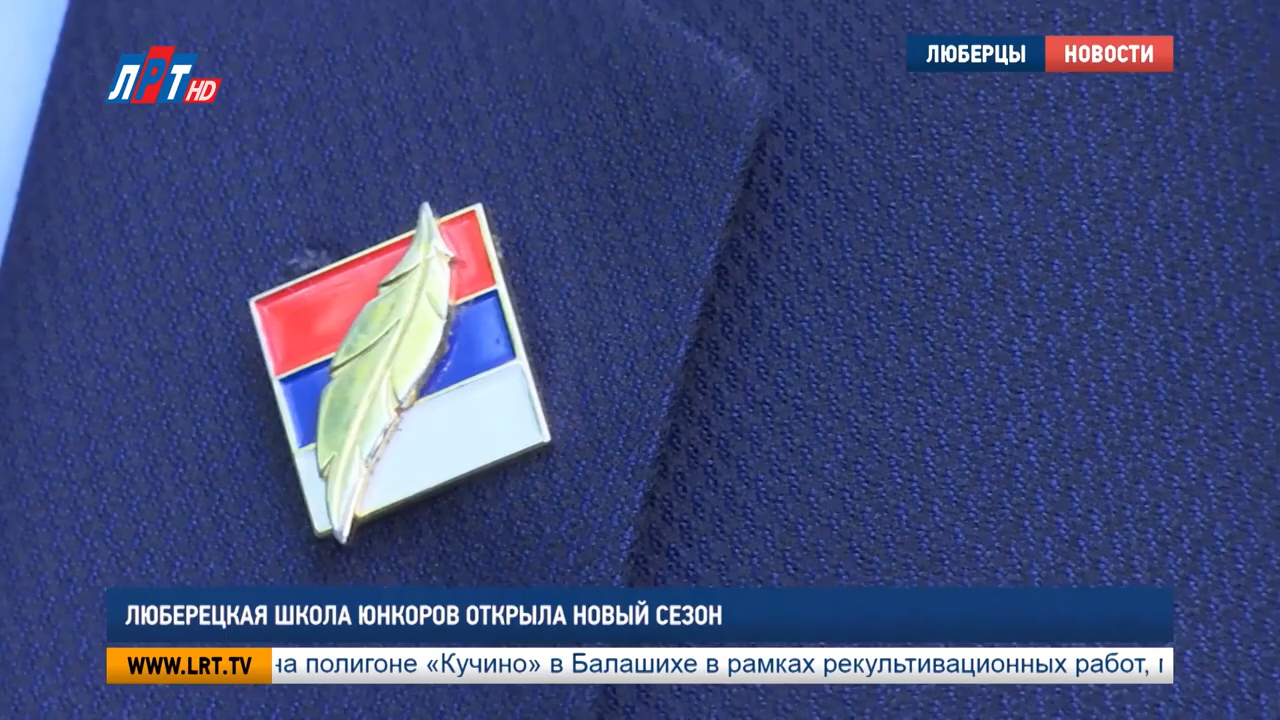 ЛРТ HD
ЛЮБЕРЦЫ НОВОСТИ
ЛЮБЕРЕЦКАЯ ШКОЛА ЮНКОРОВ ОТКРЫЛА НОВЫЙ СЕЗОН
WWW.LRT.TV на полигоне «Кучино» в Балашихе в рамках рекультивационных работ,